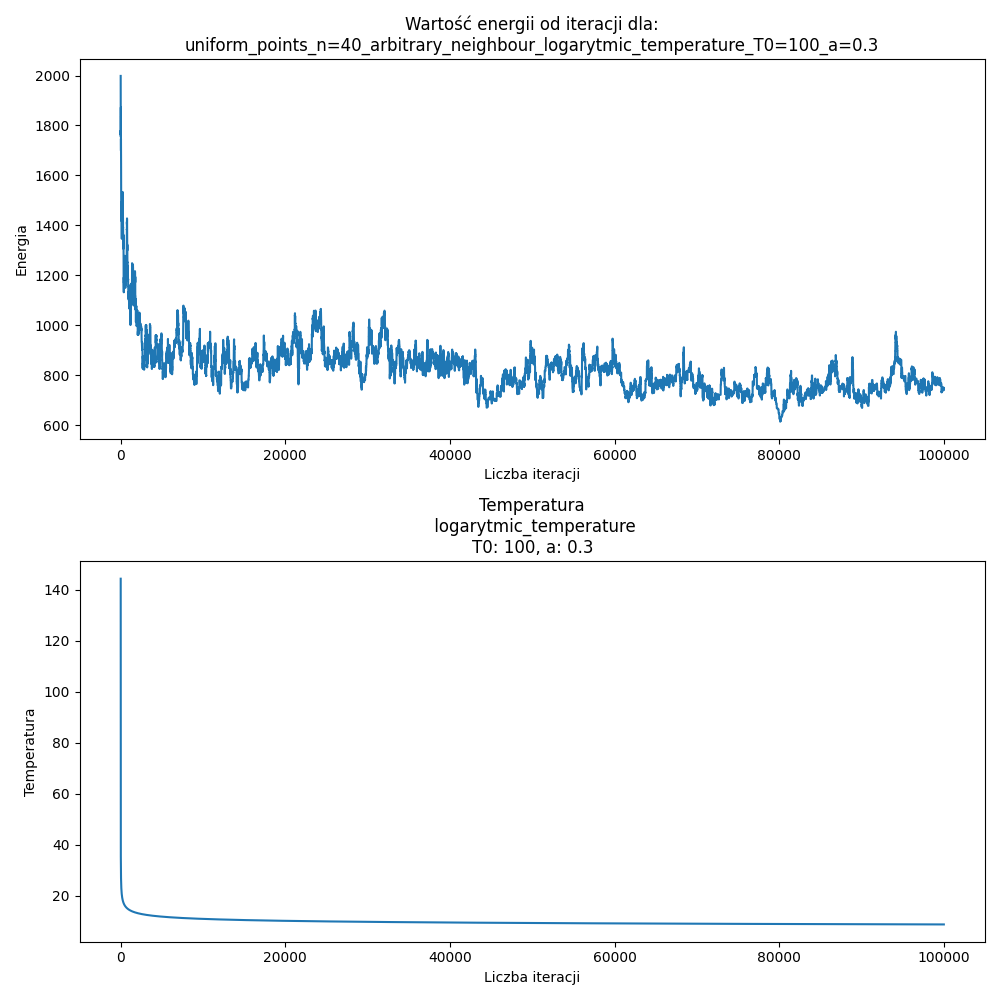 Wartość energii od iteracji dla:
uniform_points_n=40_arbitrary_neighbour_logarytmic_temperature_T0=100_a=0.3
2000
1800
1600
1400
1200
1000
800
600
Energia
0 20000 40000 60000 80000 100000
Liczba iteracji
Temperatura
logarytmic_temperature
T0: 100, a: 0.3
140
120
100
80
60
40
20
Temperatura
0 20000 40000 60000 80000 100000
Liczba iteracji